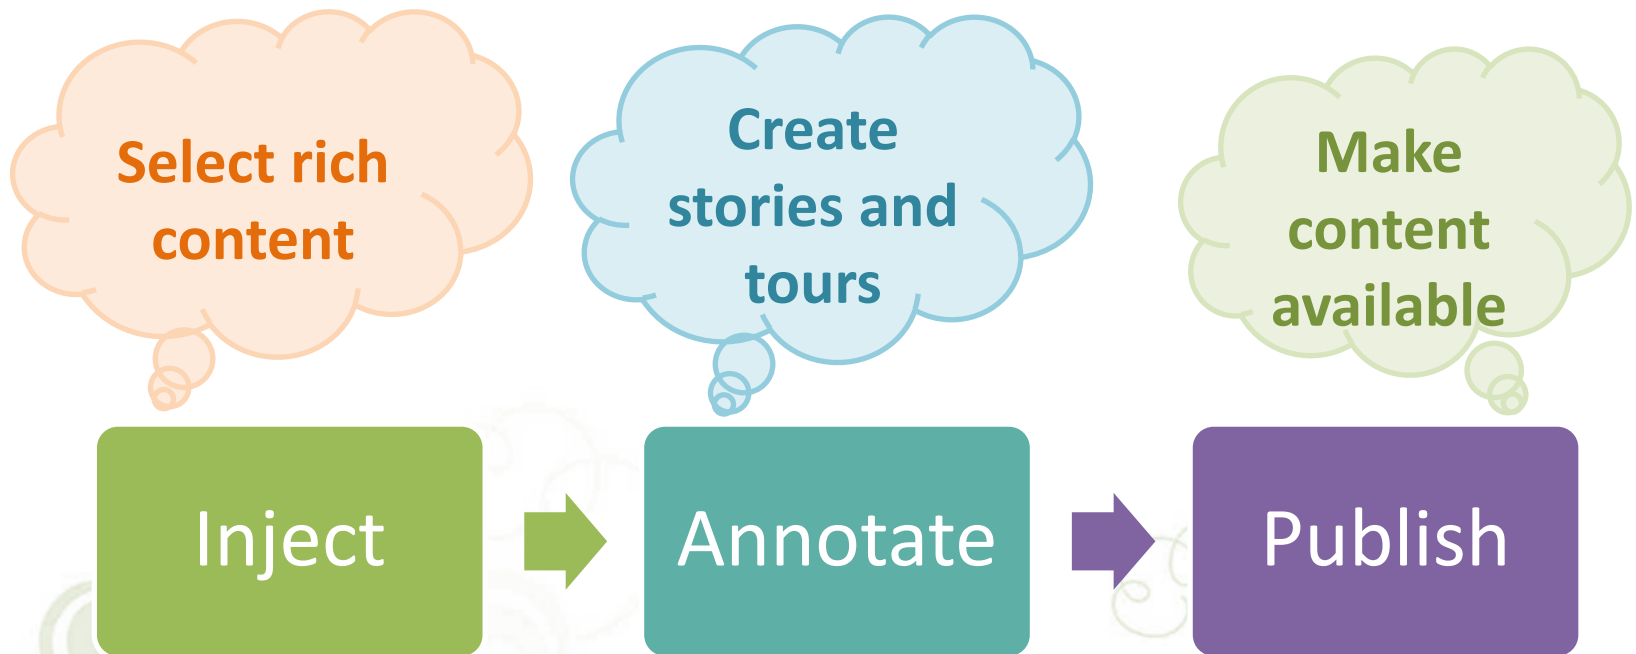 Select rich
content
Create
stories and
tours
Make
content
available
Inject
Annotate
Publish